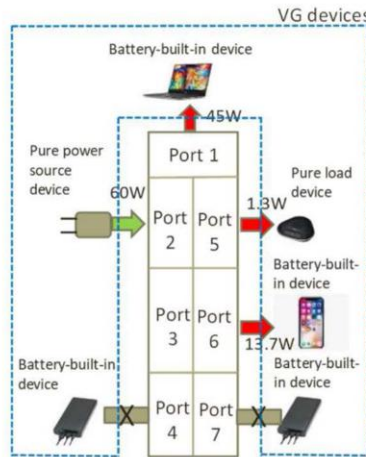 VG devices
Battery-built-in device
45W
Port 1
Pure power
source
device
60W
Pure load
device
1.3W
Port
2
Port
5
Battery-built-
in device
Port
3
Port
6
13.7W
Battery-built-in
device
Battery-built-
in device
X
Port
4
Port
7
X